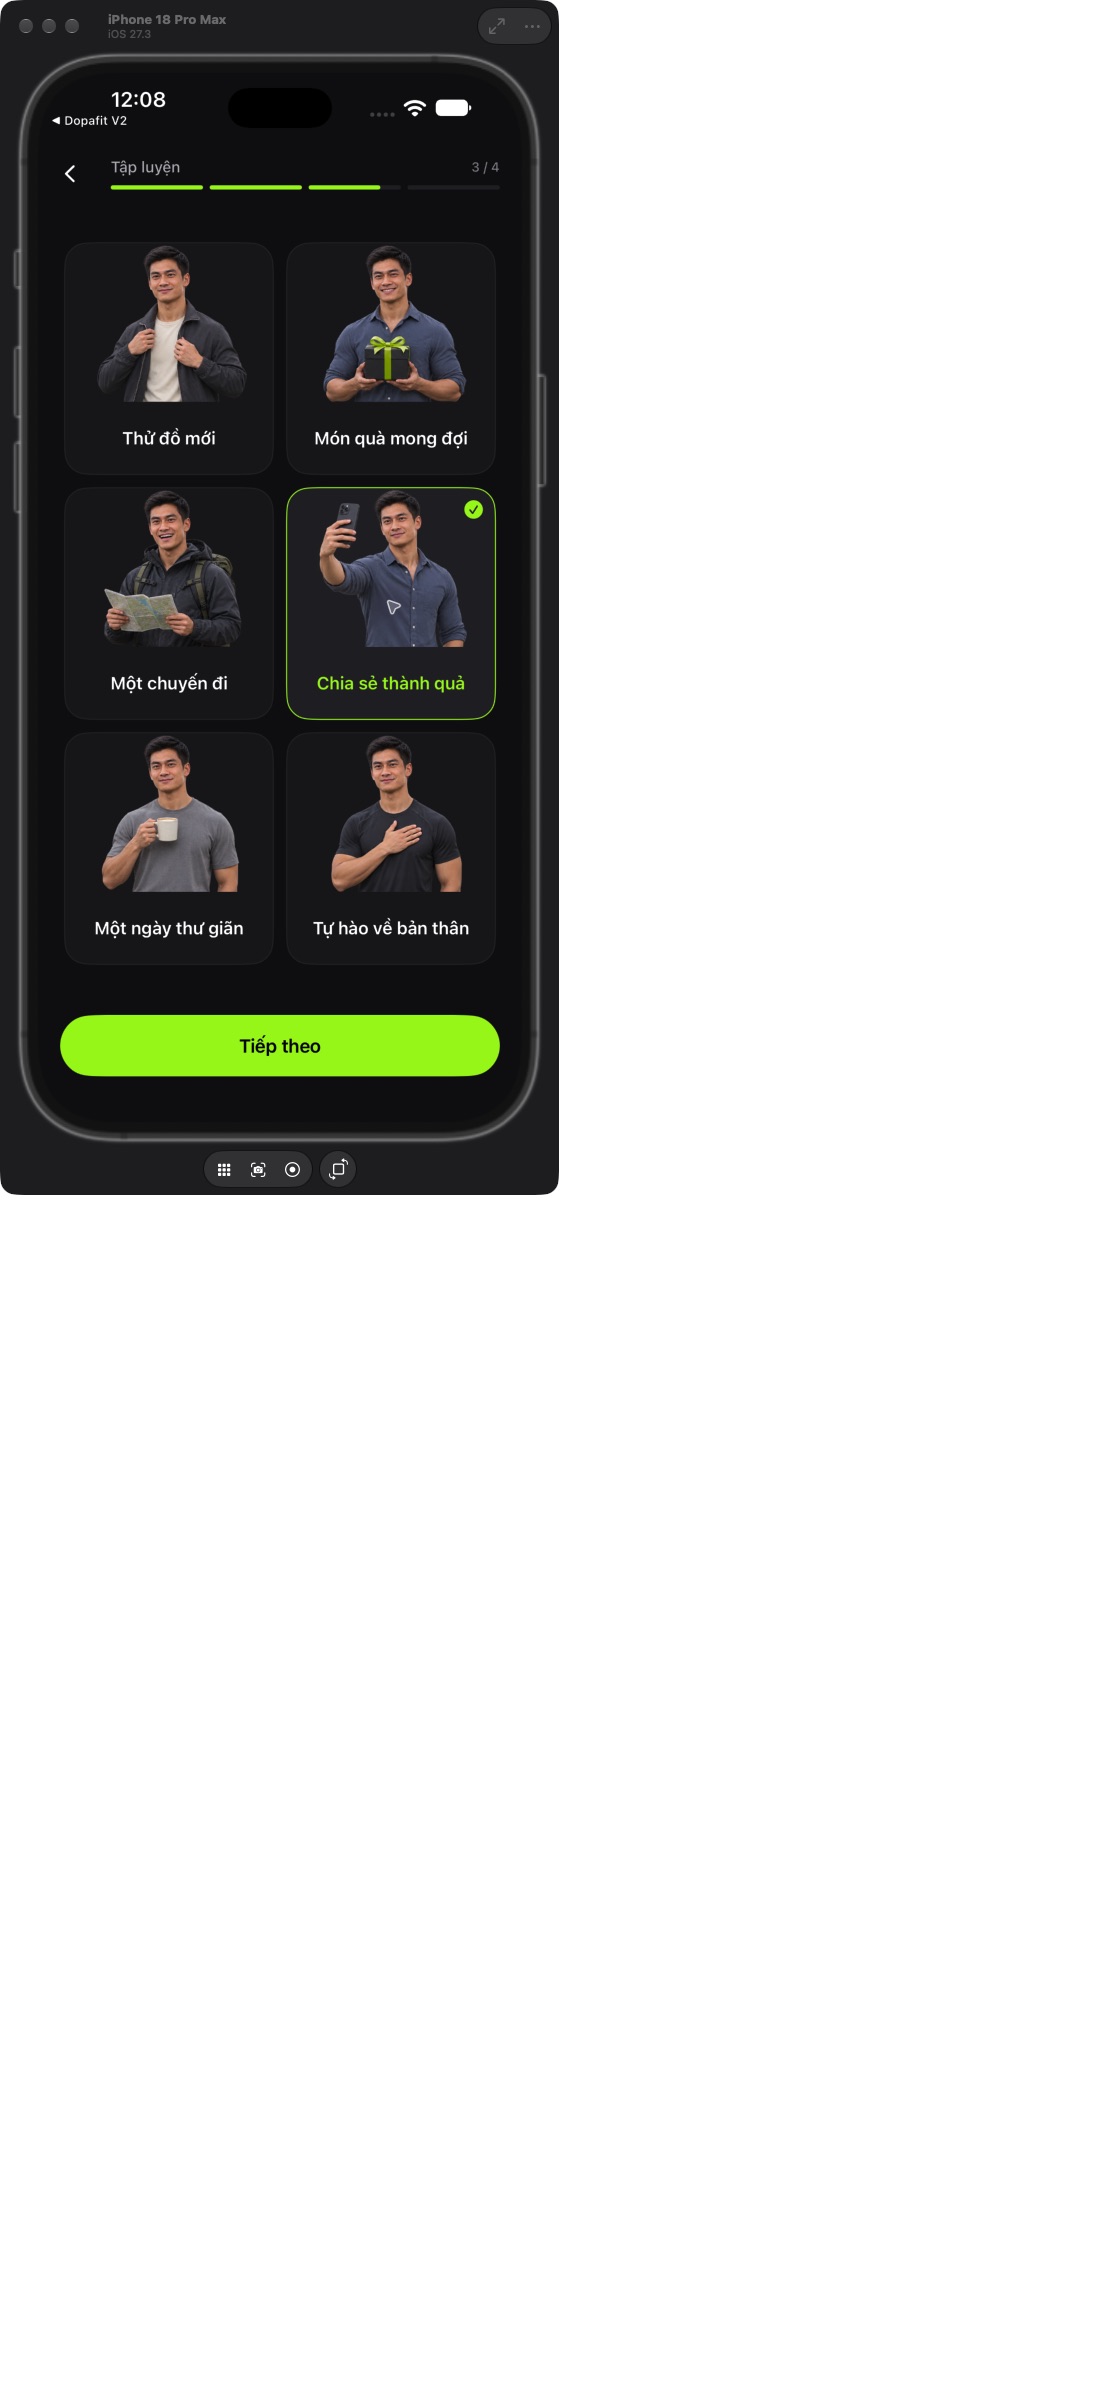 iPhone 18 Pro Max
iOS 27.3
12:08
◀ Dopafit V2
Tập luyện
3 / 4
Thử đồ mới
Món quà mong đợi
Một chuyến đi
Chia sẻ thành quả
Một ngày thư giãn
Tự hào về bản thân
Tiếp theo